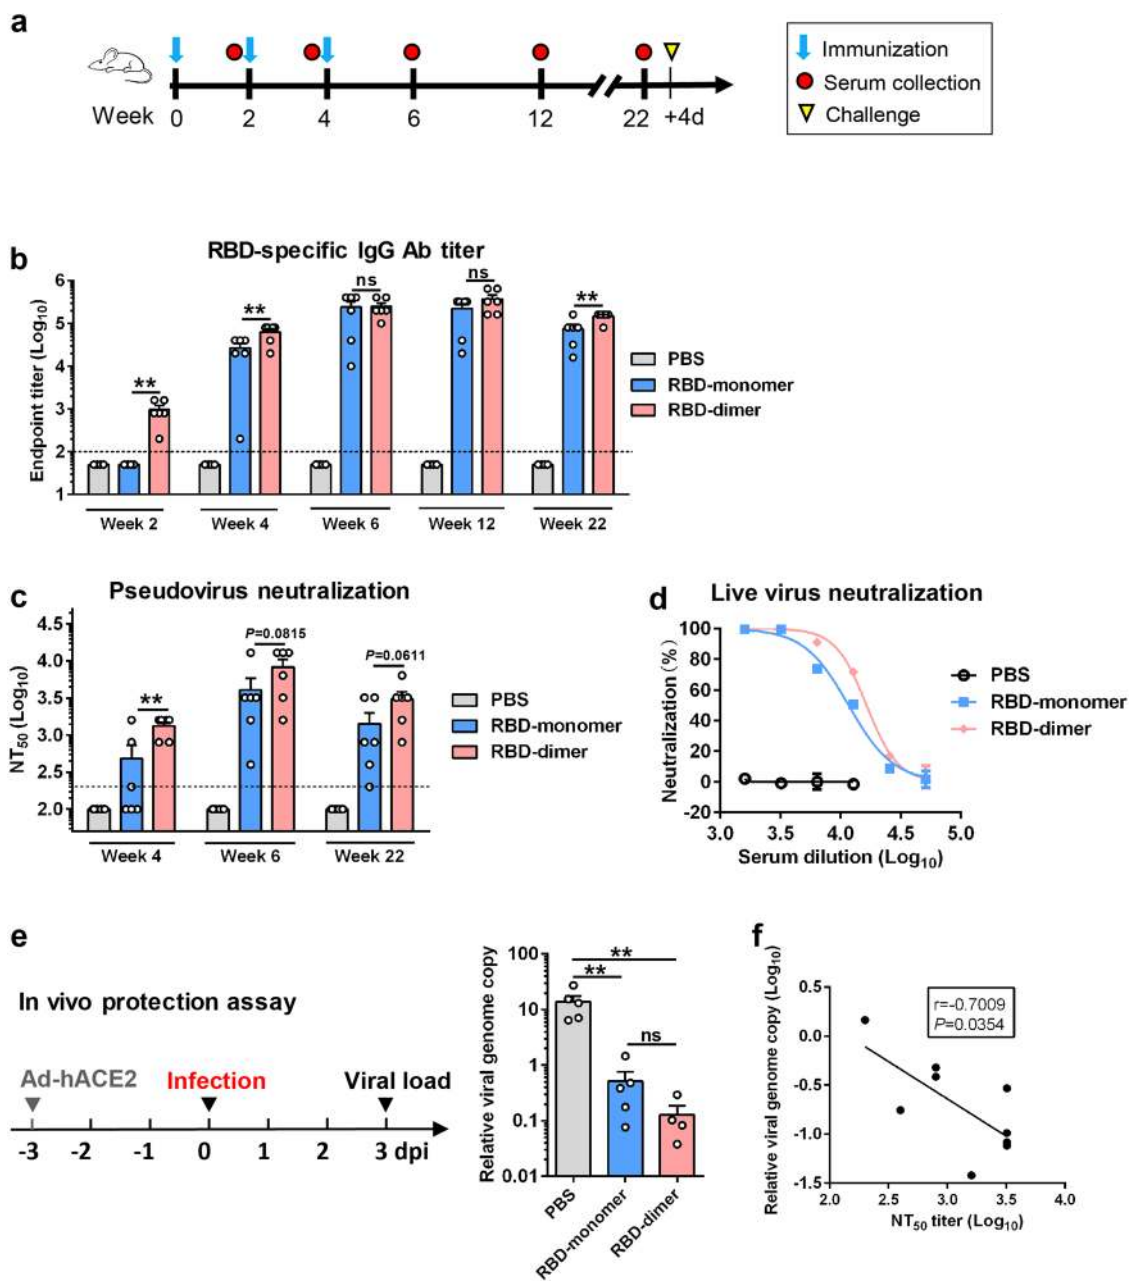 a
Week 0 2 4 6 12 22 +4d
Immunization
Serum collection
Challenge
b
RBD-specific IgG Ab titer
Endpoint titer (Log10)
6
5
4
3
2
1
** ** ns ns **
Week 2 Week 4 Week 6 Week 12 Week 22
PBS
RBD-monomer
RBD-dimer
c
Pseudovirus neutralization
NT50 (Log10)
4.5
4.0
3.5
3.0
2.5
2.0
** P=0.0815 P=0.0611
Week 4 Week 6 Week 22
PBS
RBD-monomer
RBD-dimer
d
Live virus neutralization
Neutralization (%)
100
80
60
40
20
0
-20
3.0 3.5 4.0 4.5 5.0
Serum dilution (Log10)
PBS
RBD-monomer
RBD-dimer
e
In vivo protection assay
Ad-hACE2 Infection Viral load
-3 -2 -1 0 1 2 3 dpi
Relative viral genome copy
100
10
1
0.1
0.01
**
**
ns
PBS
RBD-monomer
RBD-dimer
f
Relative viral genome copy (Log10)
0.5
0.0
-0.5
-1.0
-1.5
r=-0.7009
P=0.0354
2.0 2.5 3.0 3.5 4.0
NT50 titer (Log10)